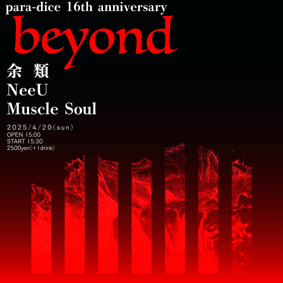 para-dice 16th anniversary
beyond
余類
NeeU
Muscle Soul
2025/4/20(sun)
OPEN 15:00
START 15:30
2500yen(+1drink)